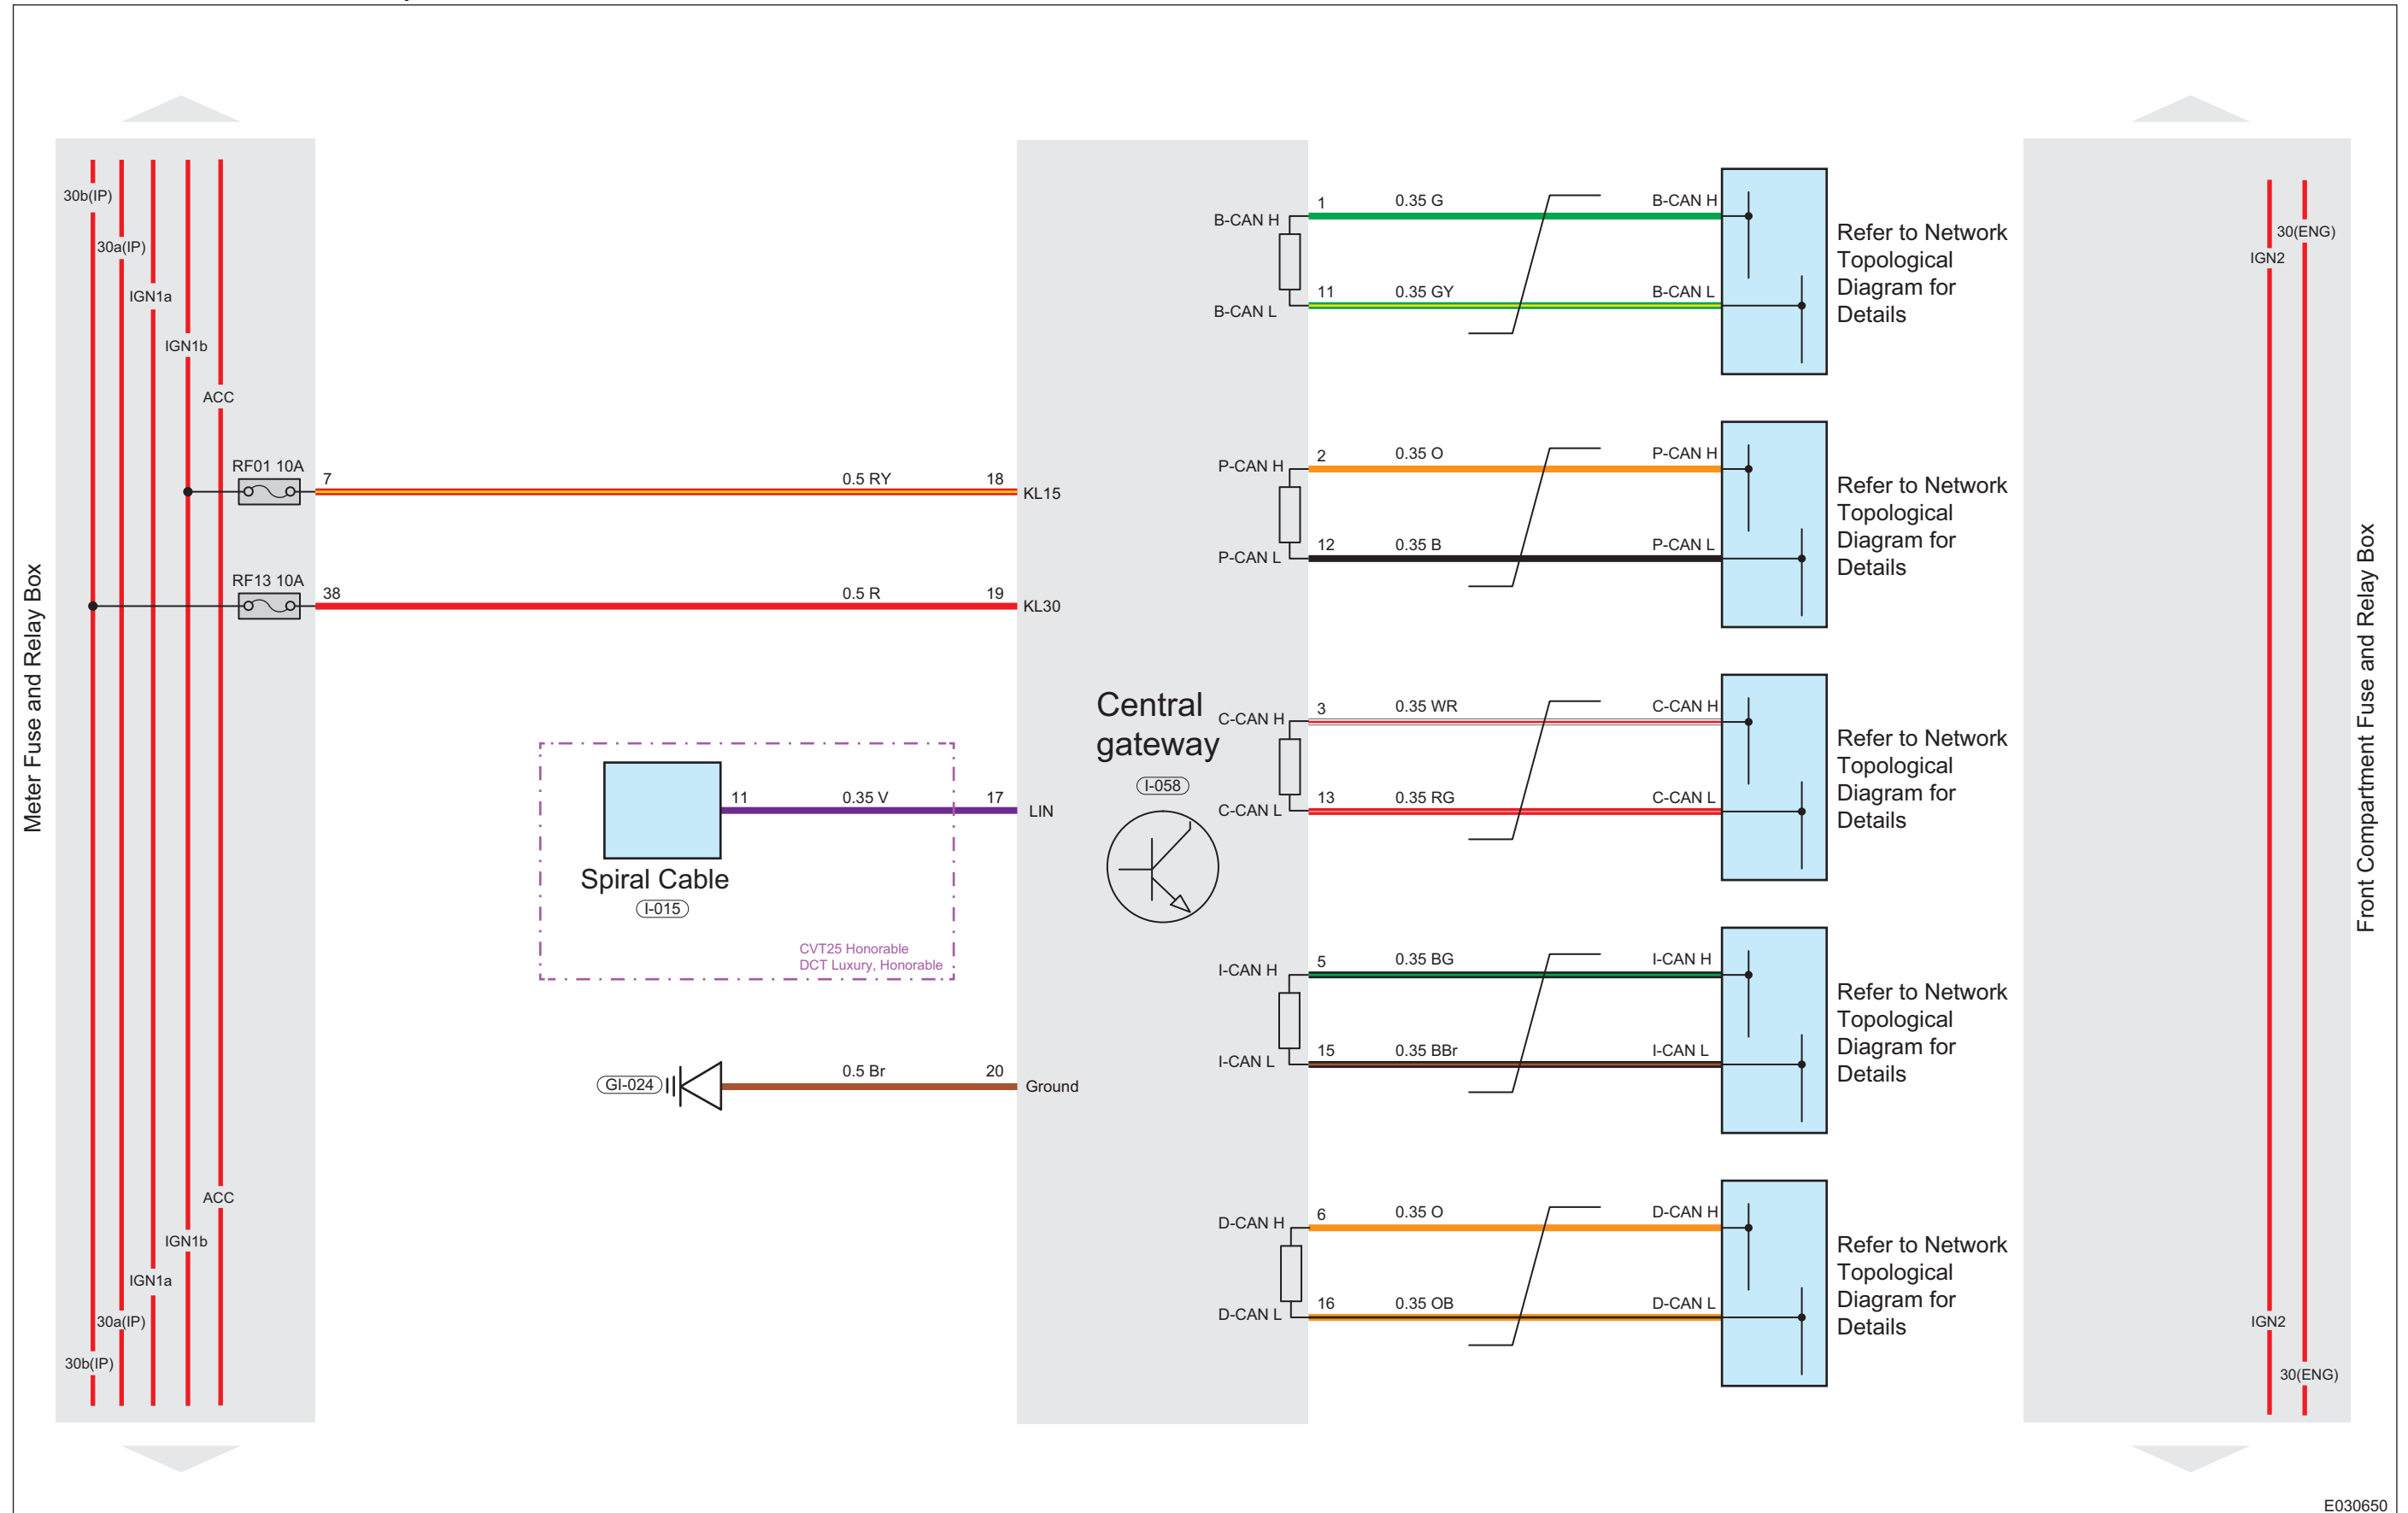 Meter Fuse and Relay Box
30b(IP)
30a(IP)
IGN1a
IGN1b
ACC
RF01 10A
7
0.5 RY
18
KL15
RF13 10A
38
0.5 R
19
KL30
11
0.35 V
17
LIN
Spiral Cable
I-015
CVT25 Honorable
DCT Luxury, Honorable
GI-024
0.5 Br
20
Ground
ACC
IGN1b
IGN1a
30a(IP)
30b(IP)
Central
gateway
I-058
B-CAN H
1
0.35 G
B-CAN H
B-CAN L
11
0.35 GY
B-CAN L
Refer to Network
Topological
Diagram for
Details
P-CAN H
2
0.35 O
P-CAN H
P-CAN L
12
0.35 B
P-CAN L
Refer to Network
Topological
Diagram for
Details
C-CAN H
3
0.35 WR
C-CAN H
C-CAN L
13
0.35 RG
C-CAN L
Refer to Network
Topological
Diagram for
Details
I-CAN H
5
0.35 BG
I-CAN H
I-CAN L
15
0.35 BBr
I-CAN L
Refer to Network
Topological
Diagram for
Details
D-CAN H
6
0.35 O
D-CAN H
D-CAN L
16
0.35 OB
D-CAN L
Refer to Network
Topological
Diagram for
Details
30(ENG)
IGN2
IGN2
30(ENG)
Front Compartment Fuse and Relay Box
E030650